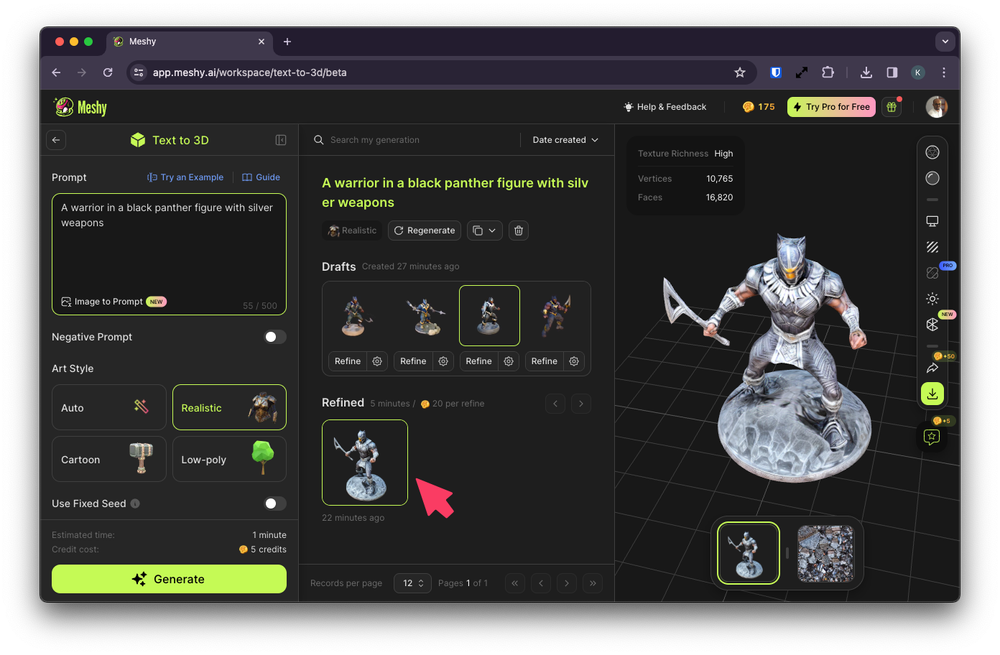 Meshy
app.meshy.ai/workspace/text-to-3d/beta
K
Meshy
Help & Feedback
175
Try Pro for Free
Text to 3D
Prompt
Try an Example
Guide
A warrior in a black panther figure with silver
weapons
Image to Prompt
NEW
55 / 500
Negative Prompt
Art Style
Auto
Realistic
Cartoon
Low-poly
Use Fixed Seed
Estimated time:
1 minute
Credit cost:
5 credits
Generate
Search my generation
Date created
A warrior in a black panther figure with silv
er weapons
Realistic
Regenerate
Drafts
Created 27 minutes ago
Refine
Refine
Refine
Refine
Refined
5 minutes /
20 per refine
22 minutes ago
Records per page
12
Pages 1 of 1
Texture Richness High
Vertices 10,765
Faces 16,820
PRO
NEW
+50
+5